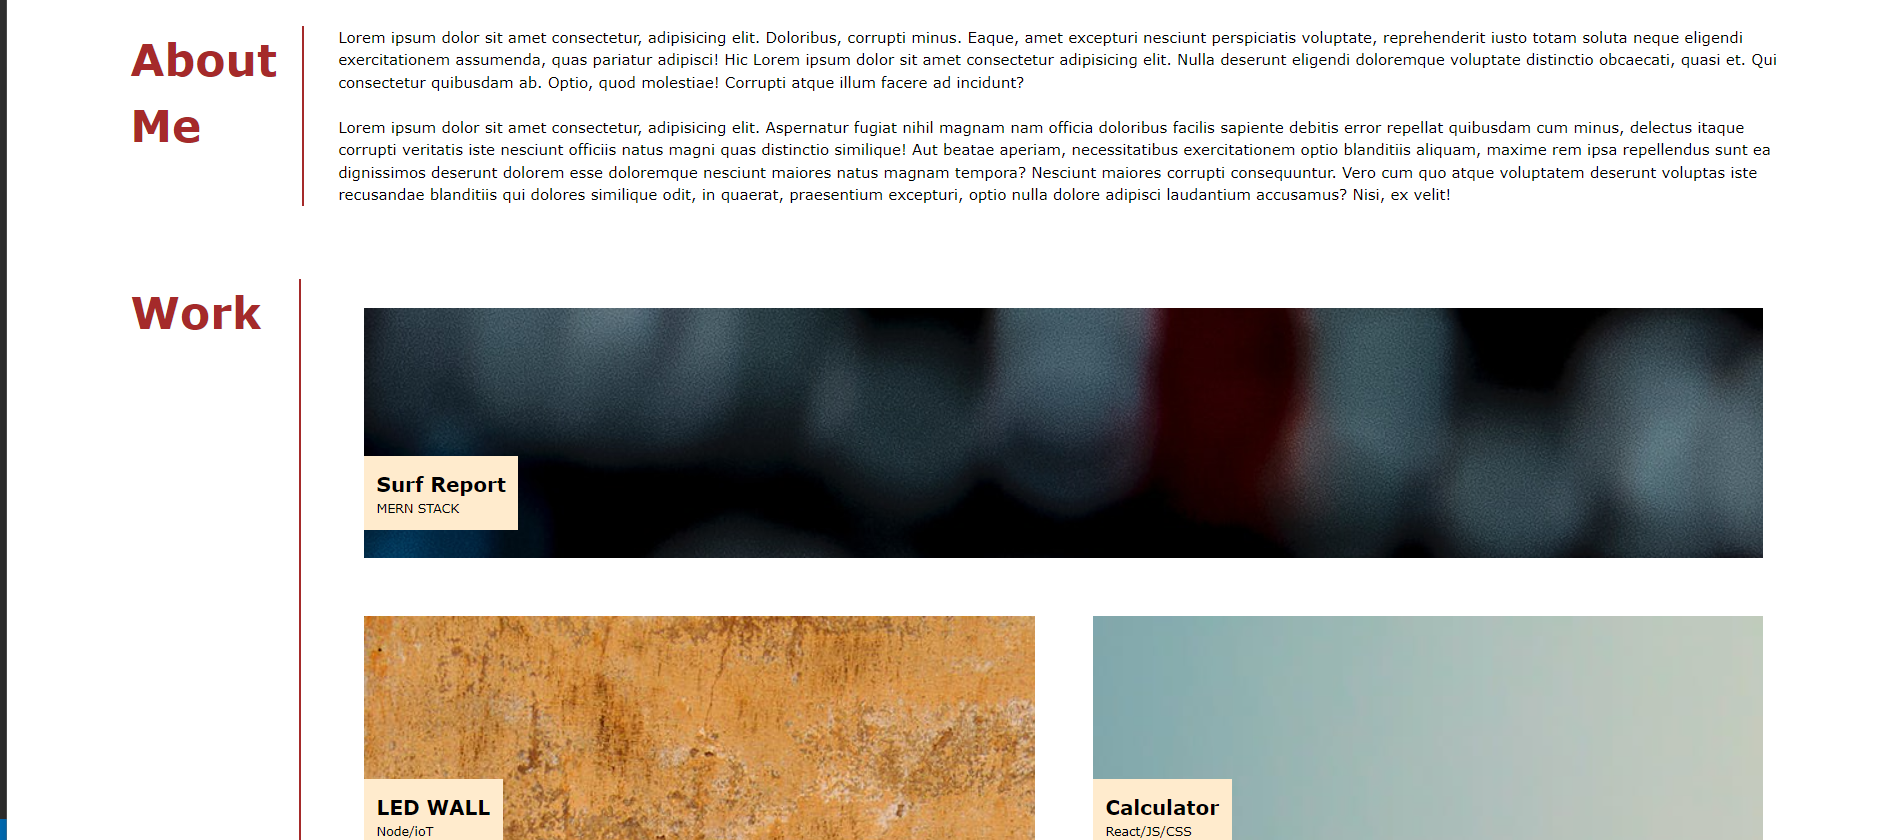 About
Me
Lorem ipsum dolor sit amet consectetur, adipisicing elit. Doloribus, corrupti minus. Eaque, amet excepturi nesciunt perspiciatis voluptate, reprehenderit iusto totam soluta neque eligendi
exercitationem assumenda, quas pariatur adipisci! Hic Lorem ipsum dolor sit amet consectetur adipisicing elit. Nulla deserunt eligendi doloremque voluptate distinctio obcaecati, quasi et. Qui
consectetur quibusdam ab. Optio, quod molestiae! Corrupti atque illum facere ad incidunt?
Lorem ipsum dolor sit amet consectetur, adipisicing elit. Aspernatur fugiat nihil magnam nam officia doloribus facilis sapiente debitis error repellat quibusdam cum minus, delectus itaque
corrupti veritatis iste nesciunt officiis natus magni quas distinctio similique! Aut beatae aperiam, necessitatibus exercitationem optio blanditiis aliquam, maxime rem ipsa repellendus sunt ea
dignissimos deserunt dolorem esse doloremque nesciunt maiores natus magnam tempora? Nesciunt maiores corrupti consequuntur. Vero cum quo atque voluptatem deserunt voluptas iste
recusandae blanditiis qui dolores similique odit, in quaerat, praesentium excepturi, optio nulla dolore adipisci laudantium accusamus? Nisi, ex velit!
Work
Surf Report
MERN STACK
LED WALL
Node/ioT
Calculator
React/JS/CSS